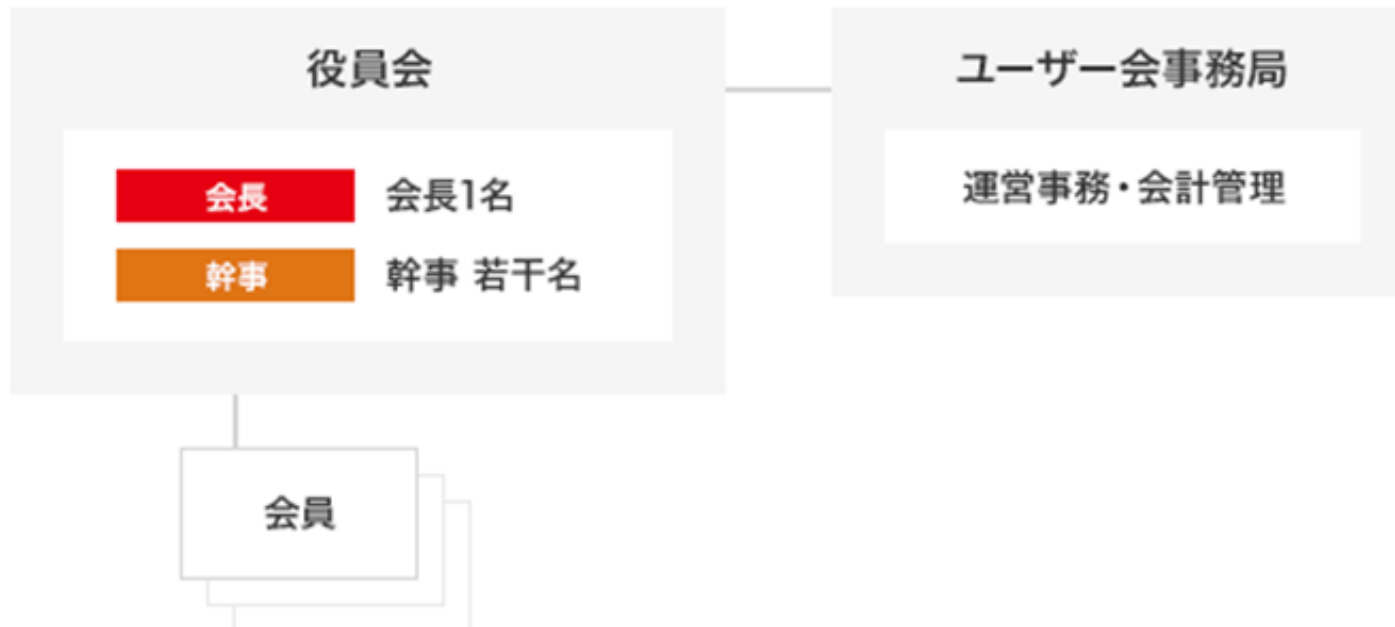 役員会
会長 会長1名
幹事 幹事 若干名
ユーザー会事務局
運営事務・会計管理
会員